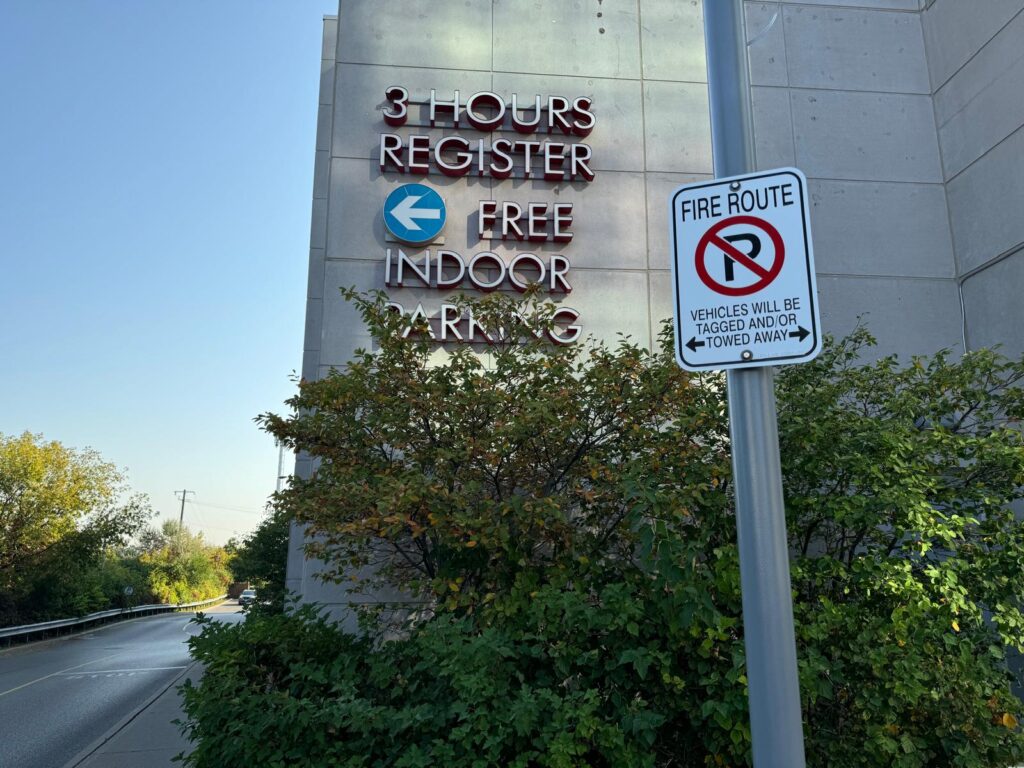 3 HOURS
REGISTER
FREE
INDOOR
PARKING
FIRE ROUTE
P
VEHICLES WILL BE
TAGGED AND/OR
TOWED AWAY